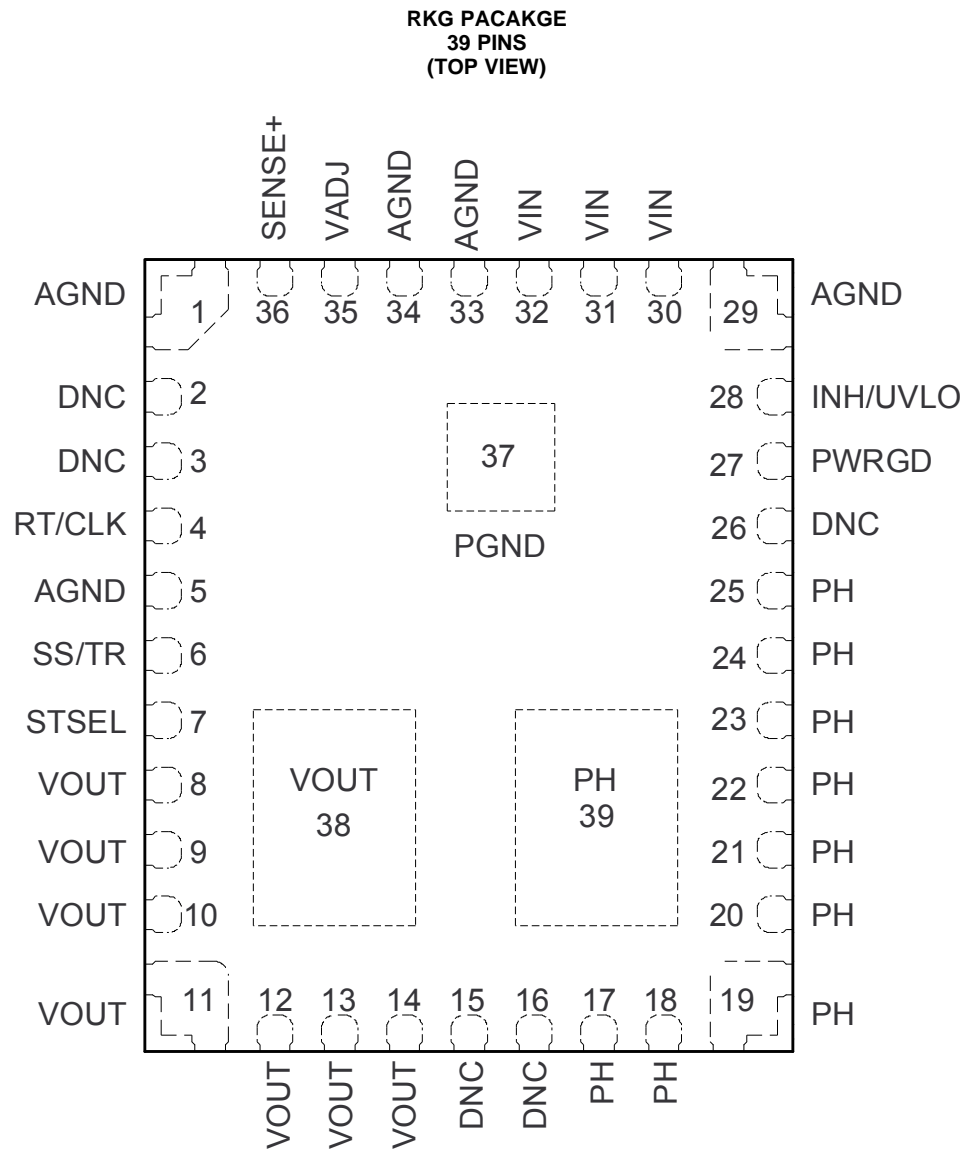 RKG PACAKGE
39 PINS
(TOP VIEW)
SENSE+
VADJ
AGND
AGND
VIN
VIN
VIN
AGND
1
36
35
34
33
32
31
30
29
AGND
DNC
2
28
INH/UVLO
DNC
3
37
27
PWRGD
RT/CLK
4
26
DNC
PGND
AGND
5
25
PH
SS/TR
6
24
PH
STSEL
7
23
PH
VOUT
8
VOUT
38
PH
39
22
PH
VOUT
9
21
PH
VOUT
10
20
PH
VOUT
11
12
13
14
15
16
17
18
19
PH
VOUT
VOUT
VOUT
DNC
DNC
PH
PH